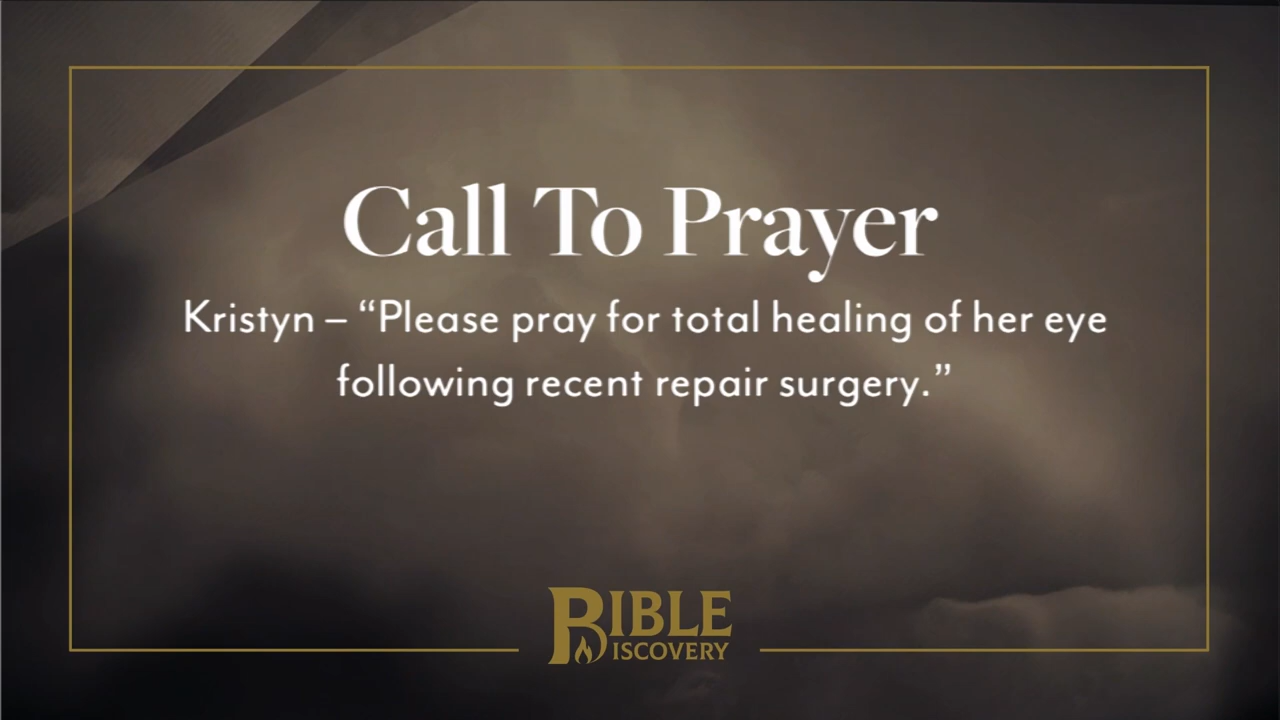 Call To Prayer
Kristyn – “Please pray for total healing of her eye
following recent repair surgery.”
BIBLE
DISCOVERY